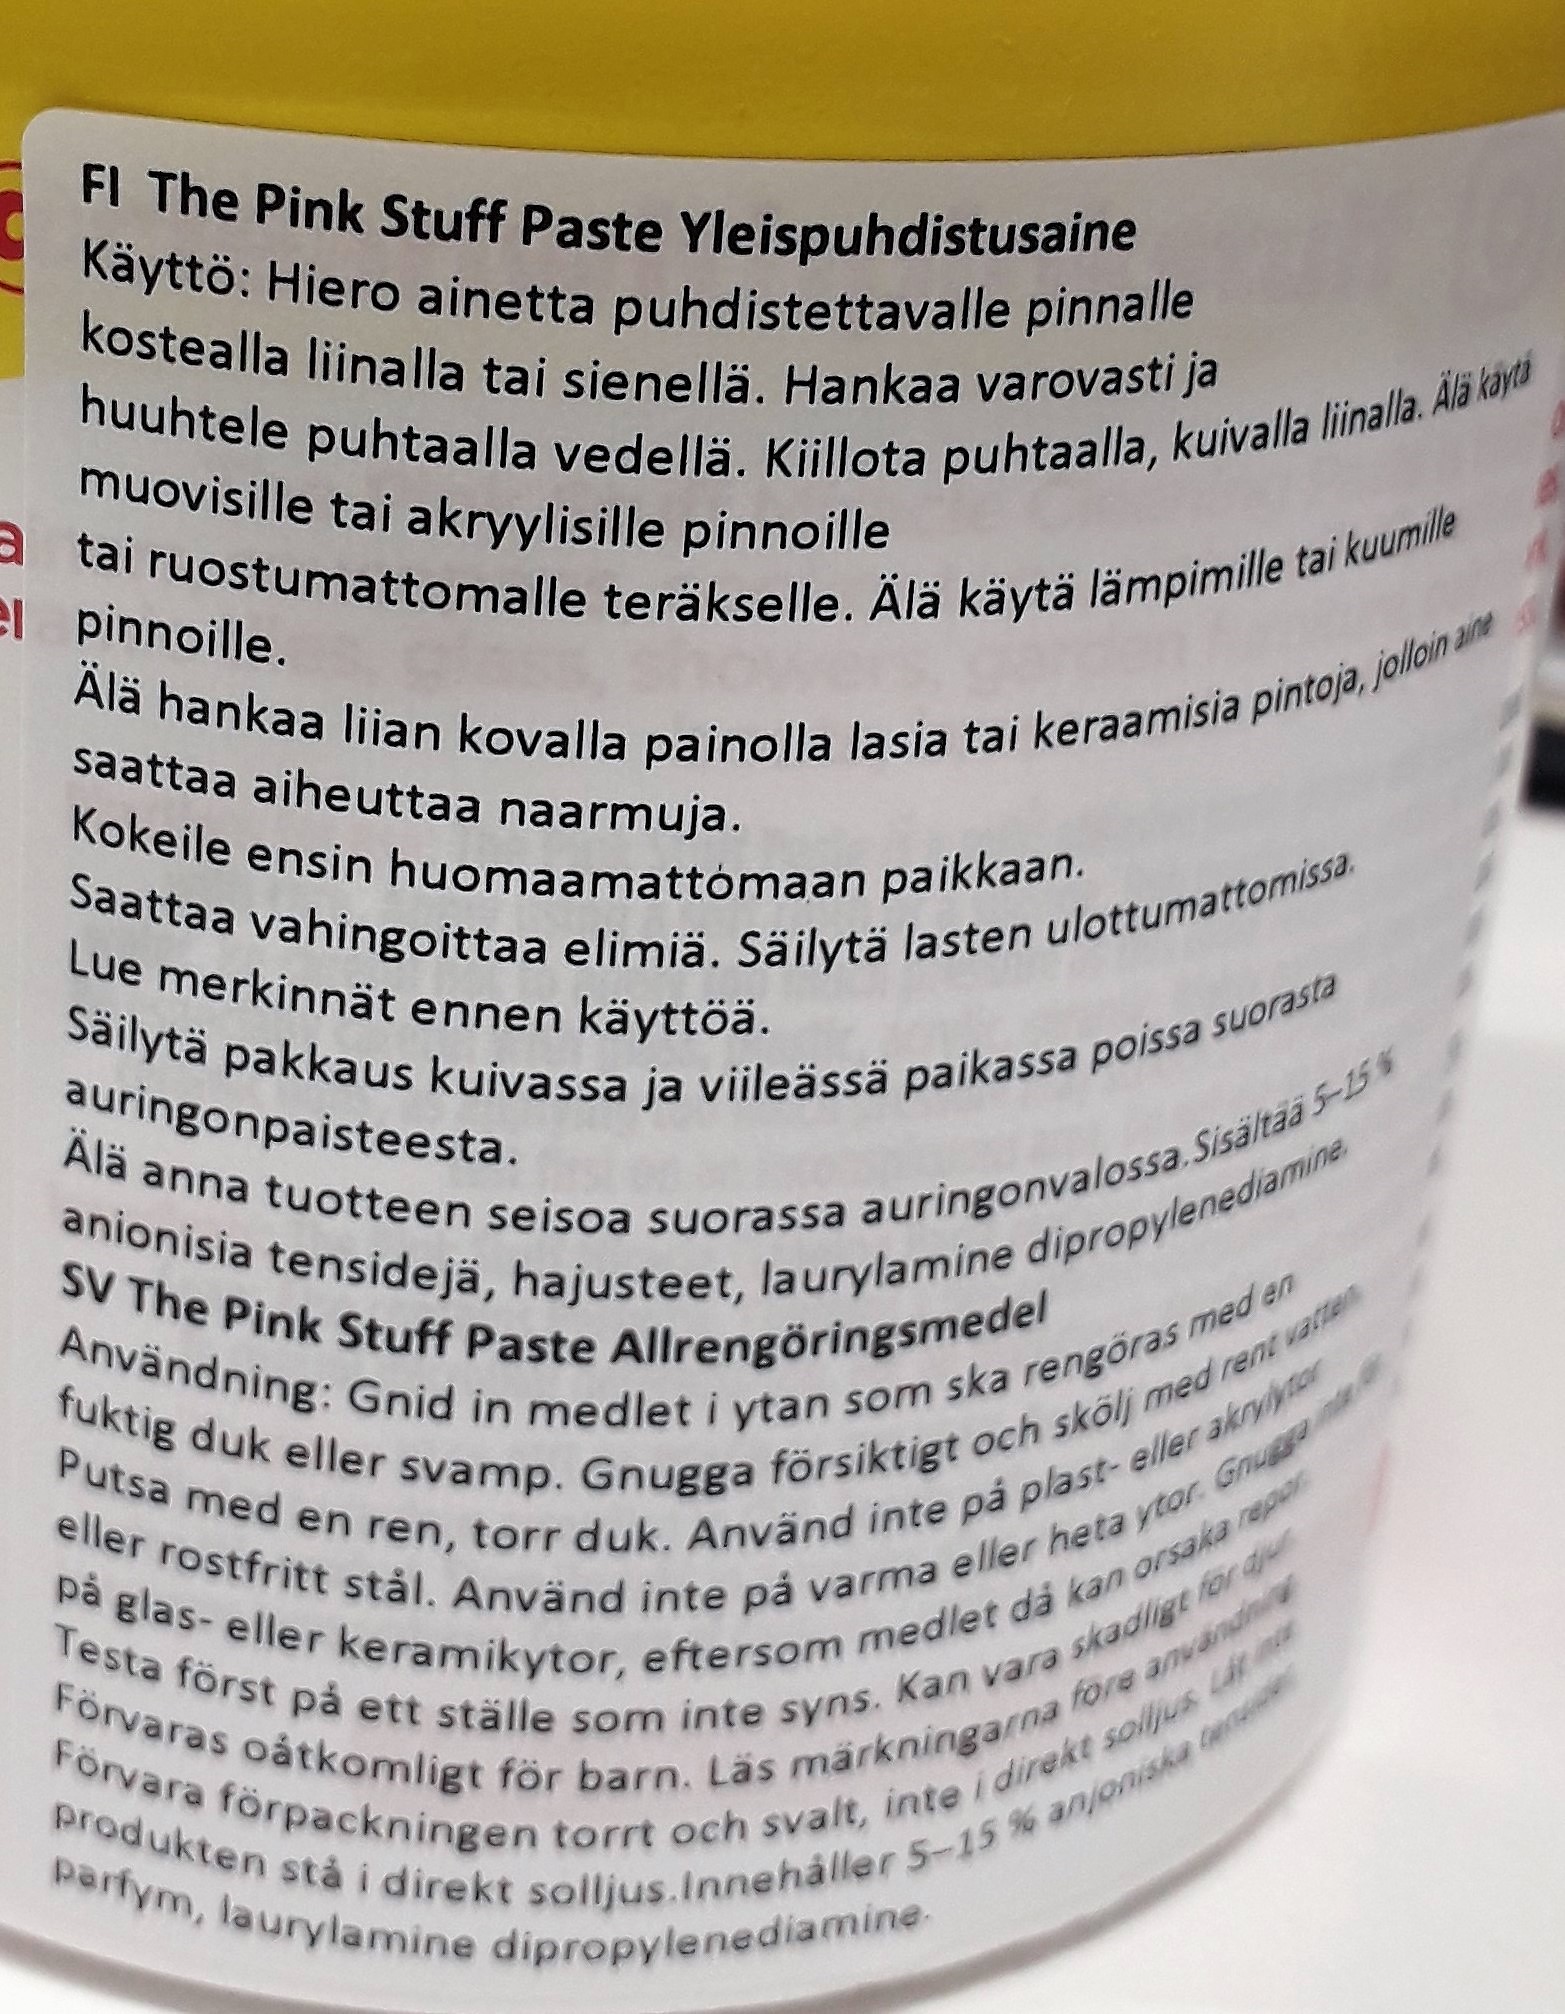 FI The Pink Stuff Paste Yleispuhdistusaine
Käyttö: Hiero ainetta puhdistettavalle pinnalle
kostealla liinalla tai sienellä. Hankaa varovasti ja
huuhtele puhtaalla vedellä. Kiillota puhtaalla, kuivalla liinalla. Älä käytä
muovisille tai akryylisille pinnoille
tai ruostumattomalle teräkselle. Älä käytä lämpimille tai kuumille
pinnoille.
Älä hankaa liian kovalla painolla lasia tai keraamisia pintoja, jolloin aine
saattaa aiheuttaa naarmuja.
Kokeile ensin huomaamattomaan paikkaan.
Saattaa vahingoittaa elimiä. Säilytä lasten ulottumattomissa.
Lue merkinnät ennen käyttöä.
Säilytä pakkaus kuivassa ja viileässä paikassa poissa suorasta
auringonpaisteesta.
Älä anna tuotteen seisoa suorassa auringonvalossa.Sisältää 5–15 %
anionisia tensidejä, hajusteet, laurylamine dipropylenediamine.
SV The Pink Stuff Paste Allrengöringsmedel
Användning: Gnid in medlet i ytan som ska rengöras med en
fuktig duk eller svamp. Gnugga försiktigt och skölj med rent vatten.
Putsa med en ren, torr duk. Använd inte på plast- eller akrylytor
eller rostfritt stål. Använd inte på varma eller heta ytor. Gnugga inte för
på glas- eller keramikytor, eftersom medlet då kan orsaka repor.
Testa först på ett ställe som inte syns. Kan vara skadligt för djur.
Förvaras oåtkomligt för barn. Läs märkningarna före användning.
Förvara förpackningen torrt och svalt, inte i direkt solljus. Låt inte
produkten stå i direkt solljus.Innehåller 5–15 % anjoniska tensider,
parfym, laurylamine dipropylenediamine.